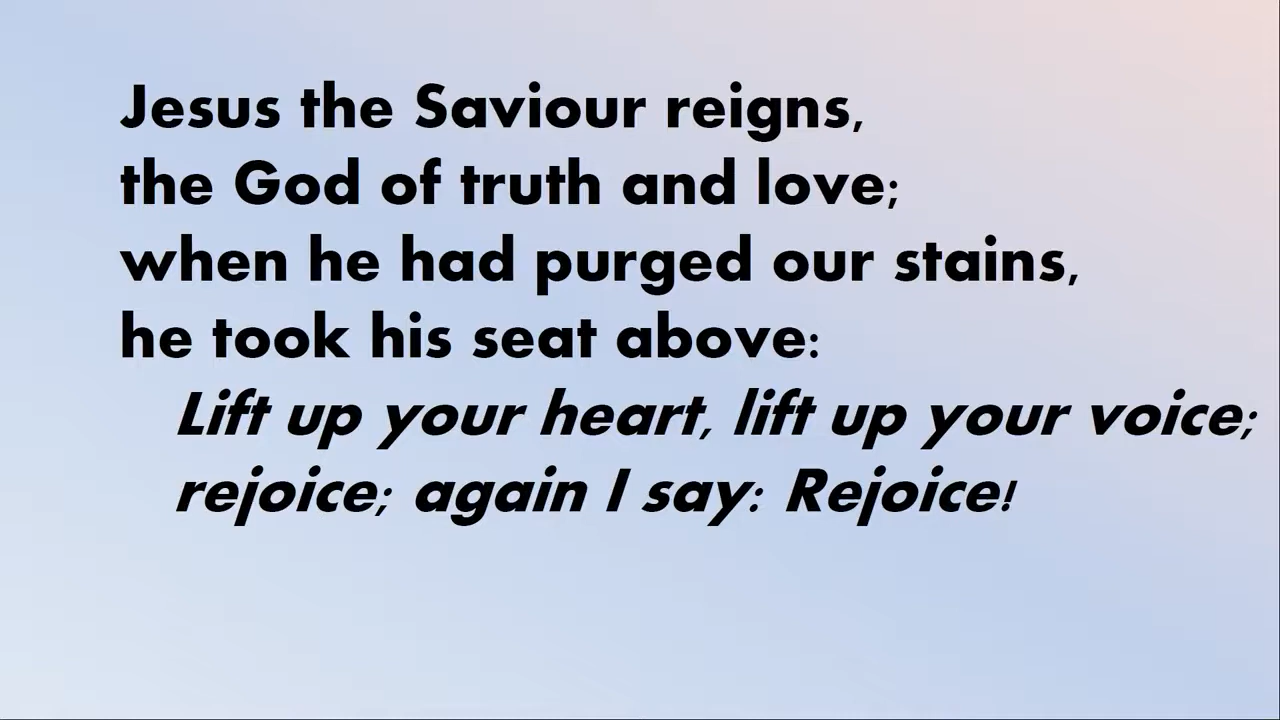 Jesus the Saviour reigns,
the God of truth and love;
when he had purged our stains,
he took his seat above:
Lift up your heart, lift up your voice;
rejoice; again I say: Rejoice!